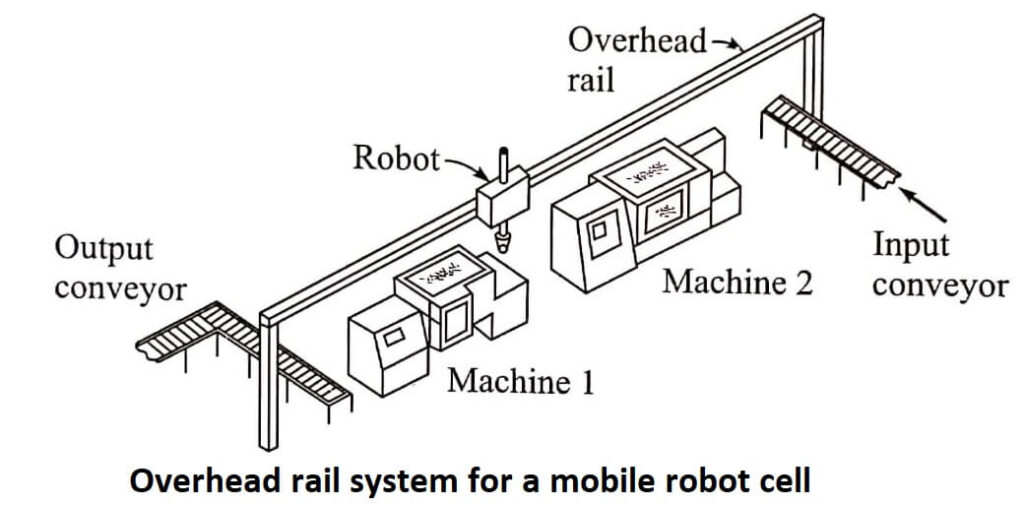 Overhead
rail
Robot
Output
conveyor
Input
conveyor
Machine 2
Machine 1
Overhead rail system for a mobile robot cell